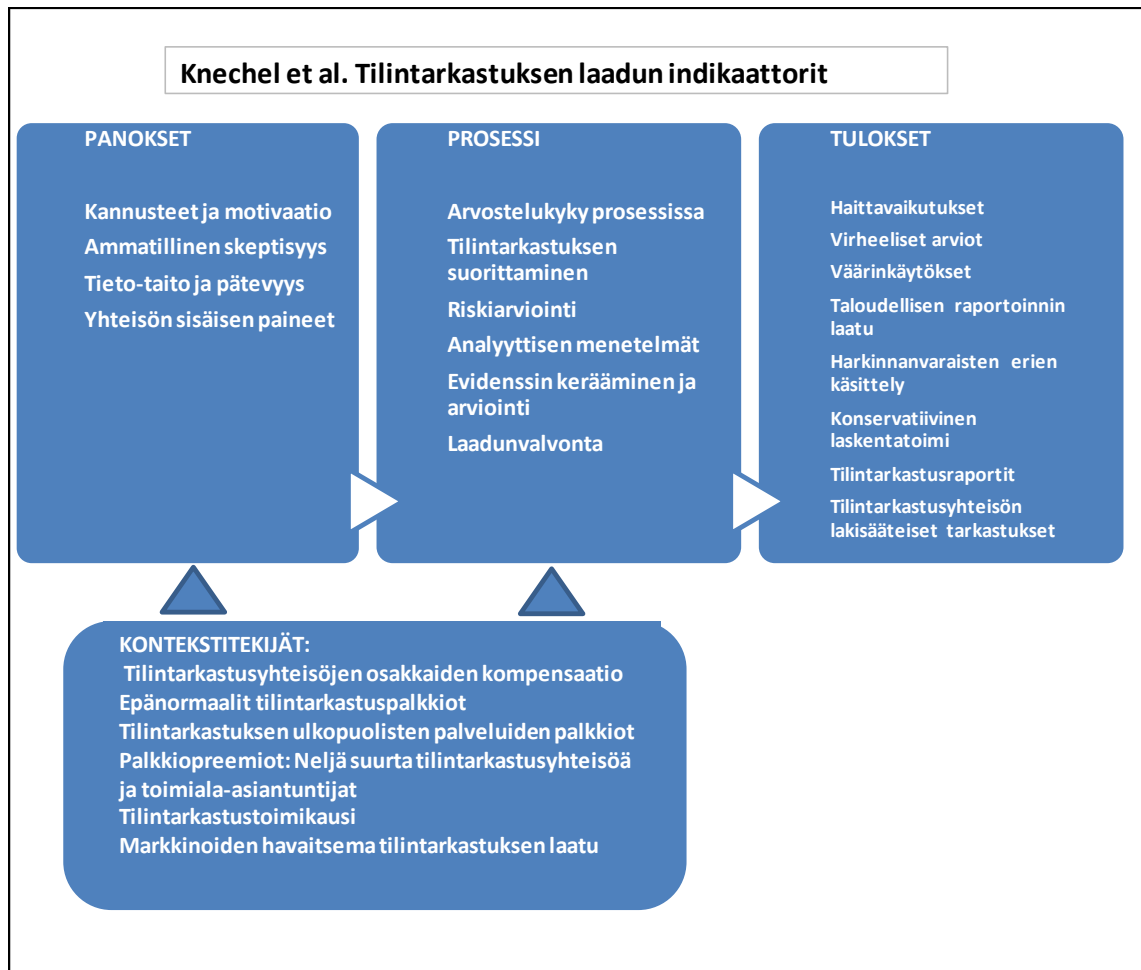 Knechel et al. Tilintarkastuksen laadun indikaattorit
PANOKSET
Kannusteet ja motivaatio
Ammatillinen skeptisyys
Tieto-taito ja pätevyys
Yhteisön sisäisen paineet
PROSESSI
Arvostelukyky prosessissa
Tilintarkastuksen
suorittaminen
Riskiarviointi
Analyyttisen menetelmät
Evidenssin kerääminen ja
arviointi
Laadunvalvonta
TULOKSET
Haittavaikutukset
Virheeliset arviot
Väärinkäytökset
Taloudellisen raportoinnin
laatu
Harkinnanvaraisten erien
käsittely
Konservatiivinen
laskentatoimi
Tilintarkastusraportit
Tilintarkastusyhteisön
lakisääteiset tarkastukset
KONTEKSTITEKIJÄT:
Tilintarkastusyhteisöjen osakkaiden kompensaatio
Epänormaalit tilintarkastuspalkkiot
Tilintarkastuksen ulkopuolisten palveluiden palkkiot
Palkkiopreemiot: Neljä suurta tilintarkastusyhteisöä
ja toimiala-asiantuntijat
Tilintarkastustoimikausi
Markkinoiden havaitsema tilintarkastuksen laatu